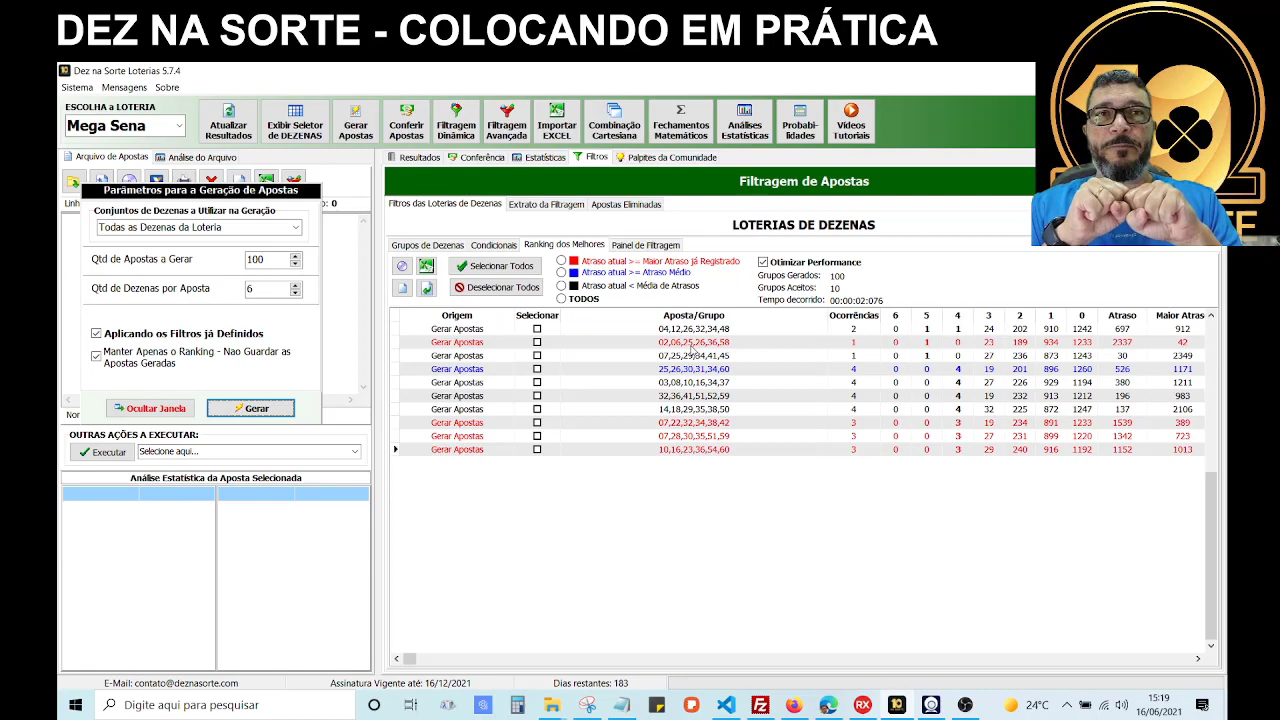 DEZ NA SORTE - COLOCANDO EM PRÁTICA
Dez na Sorte Loterias 5.7.4
Sistema Mensagens Sobre
ESCOLHA a LOTERIA
Mega Sena
Atualizar Resultados
Exibir Seletor de DEZENAS
Gerar Apostas
Conferir Apostas
Filtragem Dinâmica
Filtragem Avançada
Importar EXCEL
Combinação Cartesiana
Fechamentos Matemáticos
Análises Estatísticas
Probabi-lidades
Vídeos Tutoriais
Arquivo de Apostas Análise do Arquivo
Resultados Conferência Estatísticas Filtros Palpites da Comunidade
Linh
o: 0
Parâmetros para a Geração de Apostas
Conjuntos de Dezenas a Utilizar na Geração
Todas as Dezenas da Loteria
Qtd de Apostas a Gerar 100
Qtd de Dezenas por Aposta 6
Aplicando os Filtros já Definidos
Manter Apenas o Ranking - Nao Guardar as
Apostas Geradas
Ocultar Janela Gerar
Nor
OUTRAS AÇÕES A EXECUTAR:
Executar Selecione aqui...
Análise Estatística da Aposta Selecionada
Filtragem de Apostas
Filtros das Loterias de Dezenas Extrato da Filtragem Apostas Eliminadas
LOTERIAS DE DEZENAS
Grupos de Dezenas Condicionais Ranking dos Melhores Painel de Filtragem
Selecionar Todos
Deselecionar Todos
Atraso atual >= Maior Atraso já Registrado
Atraso atual >= Atraso Médio
Atraso atual < Média de Atrasos
TODOS
Otimizar Performance
Grupos Gerados: 100
Grupos Aceitos: 10
Tempo decorrido: 00:00:02:076
Origem Selecionar Aposta/Grupo Ocorrências 6 5 4 3 2 1 0 Atraso Maior Atras
Gerar Apostas 04,12,26,32,34,48 2 0 1 1 24 202 910 1242 697 912
Gerar Apostas 02,06,25,26,36,58 1 0 1 0 23 189 934 1233 2337 42
Gerar Apostas 07,25,29,34,41,45 1 0 1 0 27 236 873 1243 30 2349
Gerar Apostas 25,26,30,31,34,60 4 0 0 4 19 201 896 1260 526 1171
Gerar Apostas 03,08,10,16,34,37 4 0 0 4 27 226 929 1194 380 1211
Gerar Apostas 32,36,41,51,52,59 4 0 0 4 19 232 913 1212 196 983
Gerar Apostas 14,18,29,35,38,50 4 0 0 4 32 225 872 1247 137 2106
Gerar Apostas 07,22,32,34,38,42 3 0 0 3 19 234 891 1233 1539 389
Gerar Apostas 07,28,30,35,51,59 3 0 0 3 27 231 899 1220 1342 723
Gerar Apostas 10,16,23,36,54,60 3 0 0 3 29 240 916 1192 1152 1013
E-Mail: contato@deznasorte.com Assinatura Vigente até: 16/12/2021 Dias restantes: 183
Digite aqui para pesquisar
24°C
15:19
16/06/2021